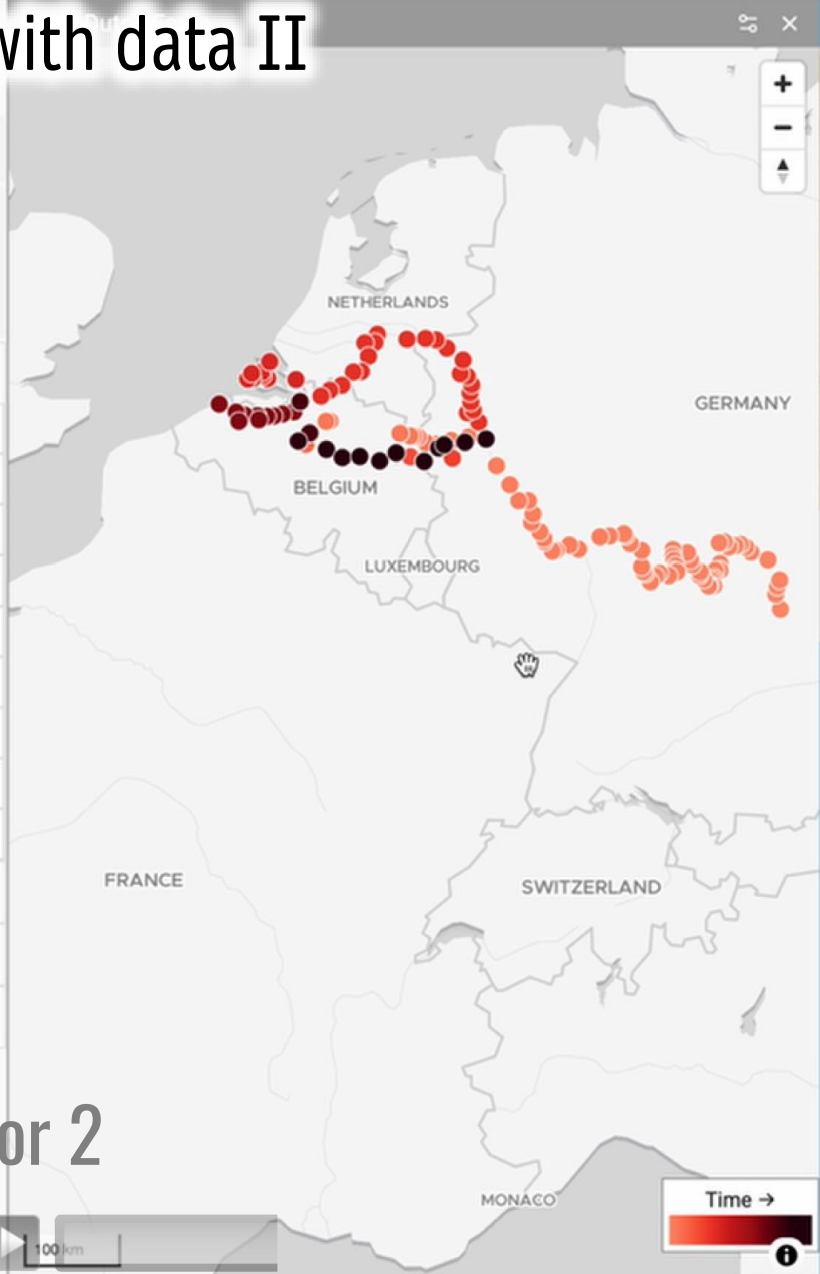 with data II
NETHERLANDS
GERMANY
BELGIUM
LUXEMBOURG
FRANCE
SWITZERLAND
or 2
MONACO
Time →
100 km